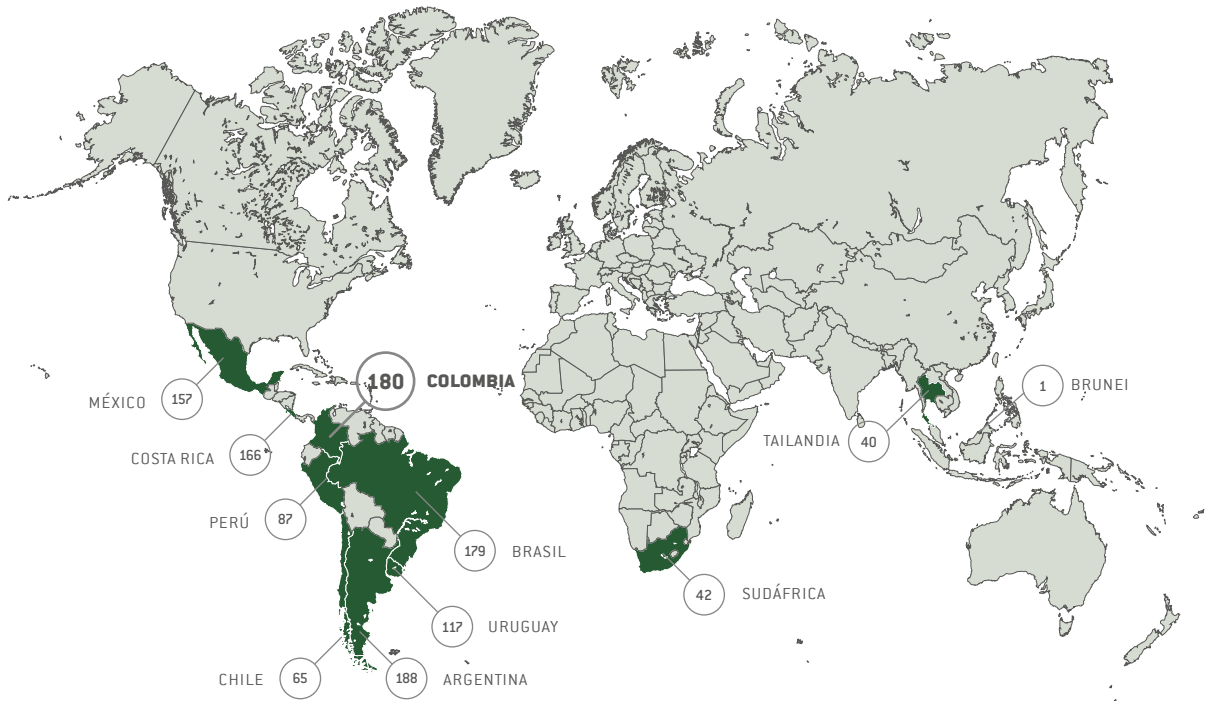 180 COLOMBIA
MÉXICO 157
1 BRUNEI
TAILANDIA 40
COSTA RICA 166
PERÚ 87
179 BRASIL
42 SUDÁFRICA
117 URUGUAY
CHILE 65
188 ARGENTINA